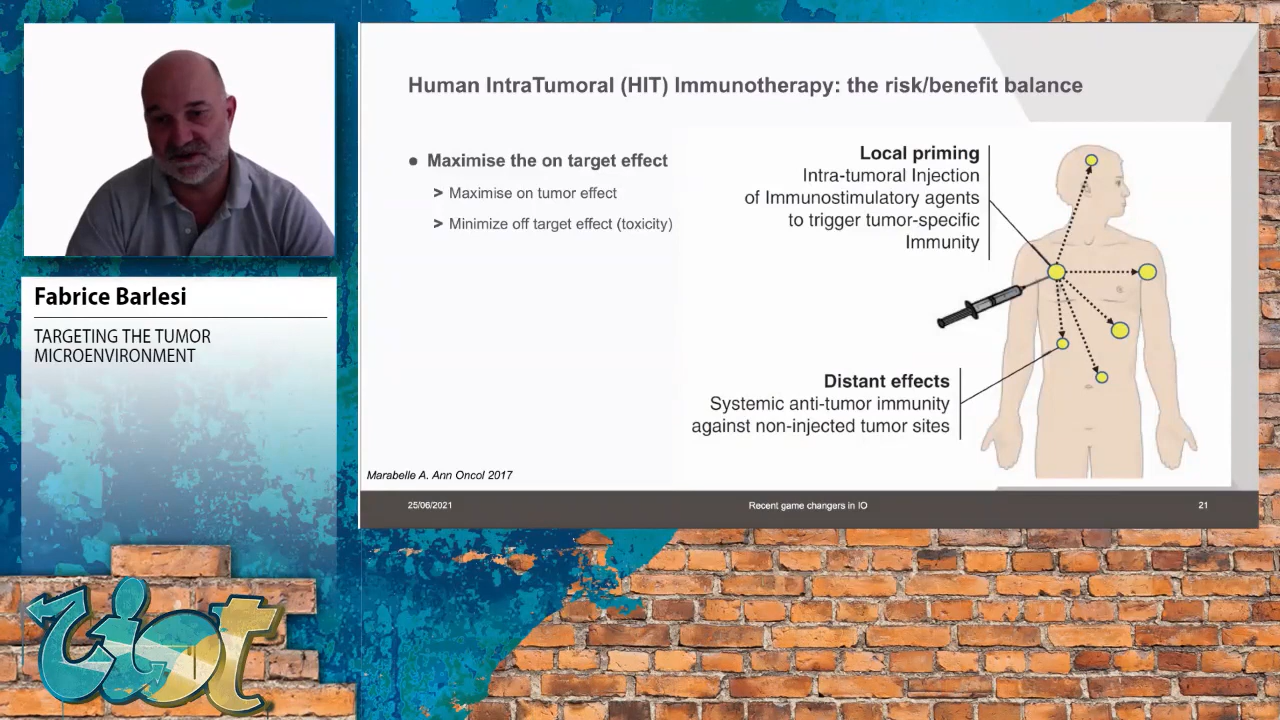 Human IntraTumoral (HIT) Immunotherapy: the risk/benefit balance
● Maximise the on target effect
> Maximise on tumor effect
> Minimize off target effect (toxicity)
Local priming
Intra-tumoral Injection
of Immunostimulatory agents
to trigger tumor-specific
Immunity
Distant effects
Systemic anti-tumor immunity
against non-injected tumor sites
Marabelle A. Ann Oncol 2017
25/06/2021
Recent game changers in IO
21
Fabrice Barlesi
TARGETING THE TUMOR
MICROENVIRONMENT